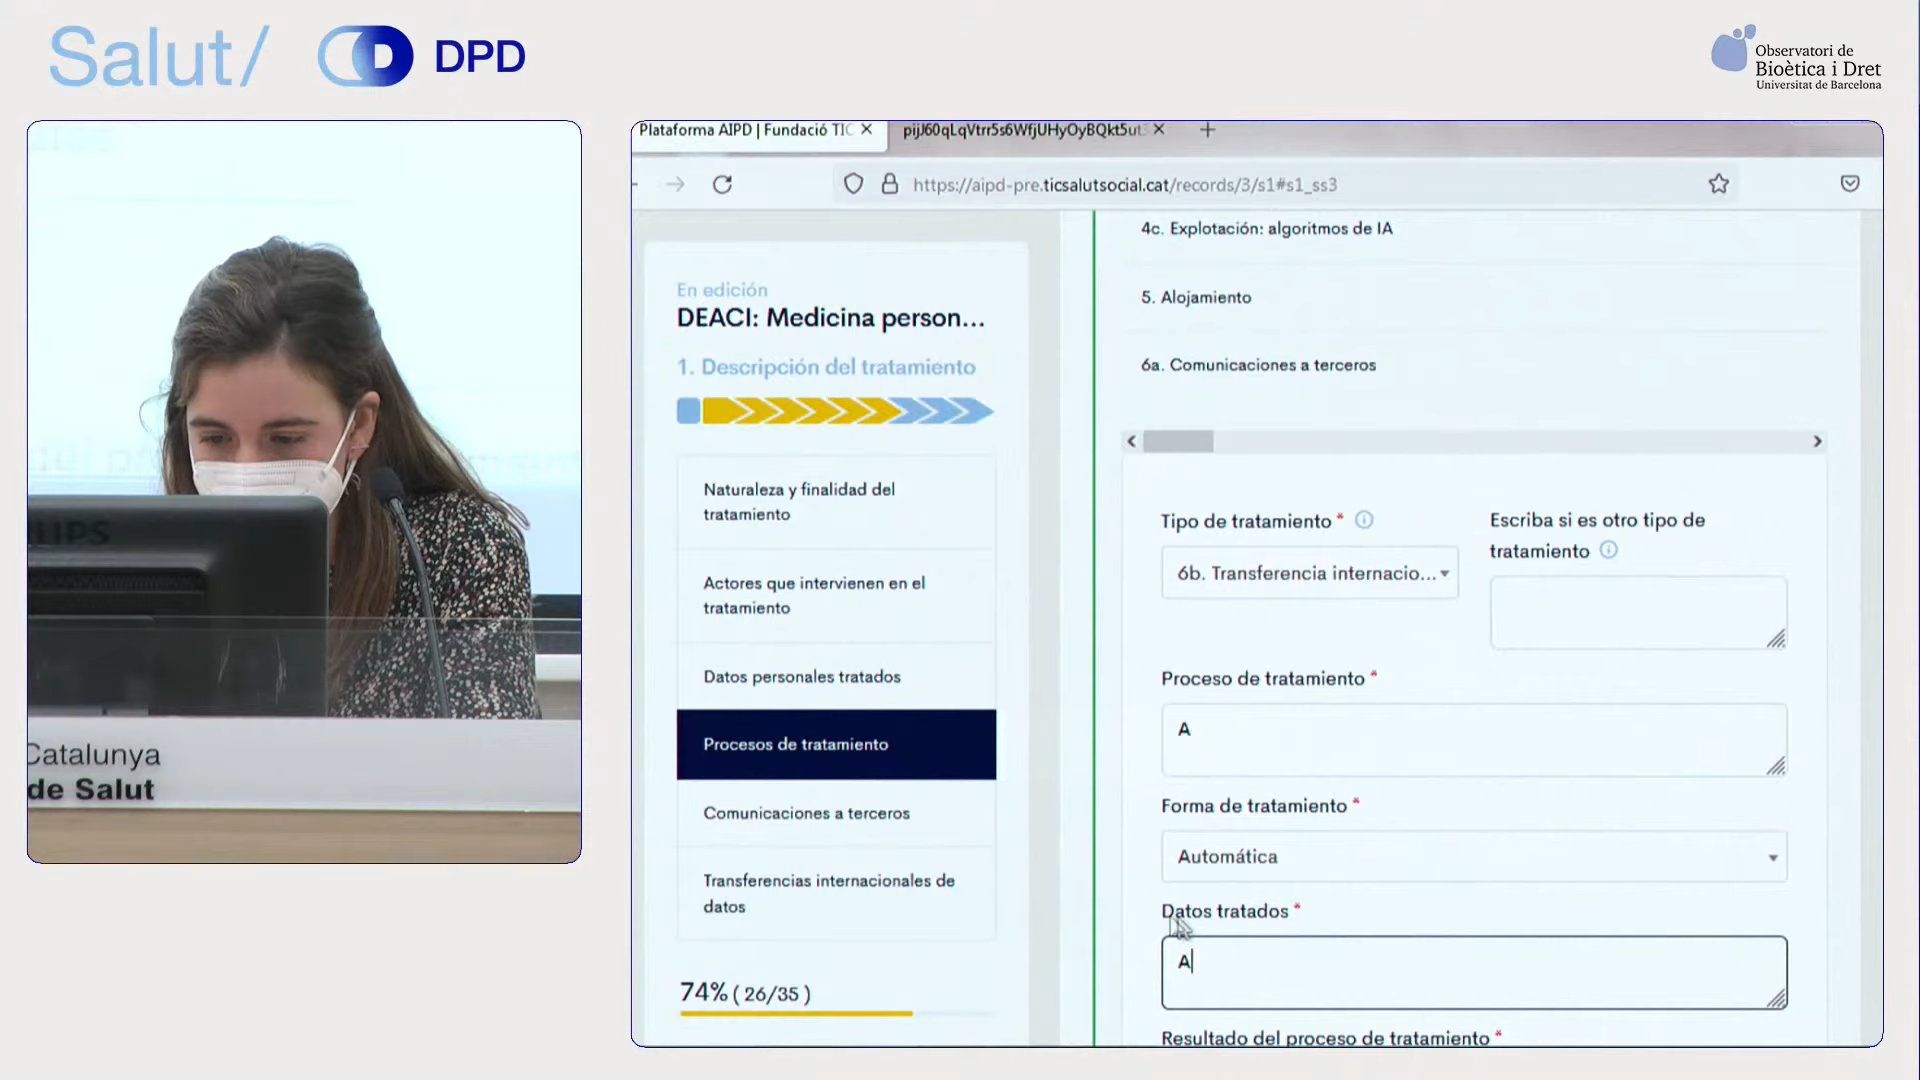 Salut/
D DPD
Observatori de
Bioètica i Dret
Universitat de Barcelona
Catalunya
de Salut
Plataforma AIPD | Fundació TIC
https://aipd-pre.ticsalutsocial.cat/records/3/s1#s1_ss3
En edición
DEACI: Medicina person...
1. Descripción del tratamiento
Naturaleza y finalidad del
tratamiento
Actores que intervienen en el
tratamiento
Datos personales tratados
Procesos de tratamiento
Comunicaciones a terceros
Transferencias internacionales de
datos
74% ( 26/35 )
4c. Explotación: algoritmos de IA
5. Alojamiento
6a. Comunicaciones a terceros
Tipo de tratamiento *
6b. Transferencia internacio...
Escriba si es otro tipo de
tratamiento
Proceso de tratamiento *
A
Forma de tratamiento *
Automática
Datos tratados *
A
Resultado del proceso de tratamiento *